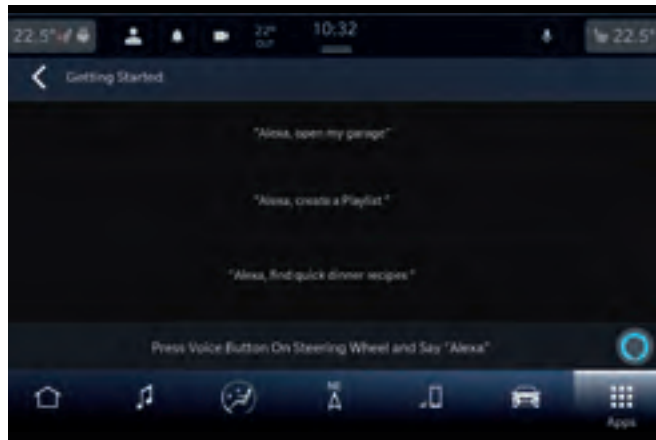 22.5°
22°
OUT
10:32
22.5°
Getting Started
"Alexa, open my garage"
"Alexa, create a Playlist"
"Alexa, find quick dinner recipes"
Press Voice Button On Steering Wheel and Say "Alexa"
NE
Apps